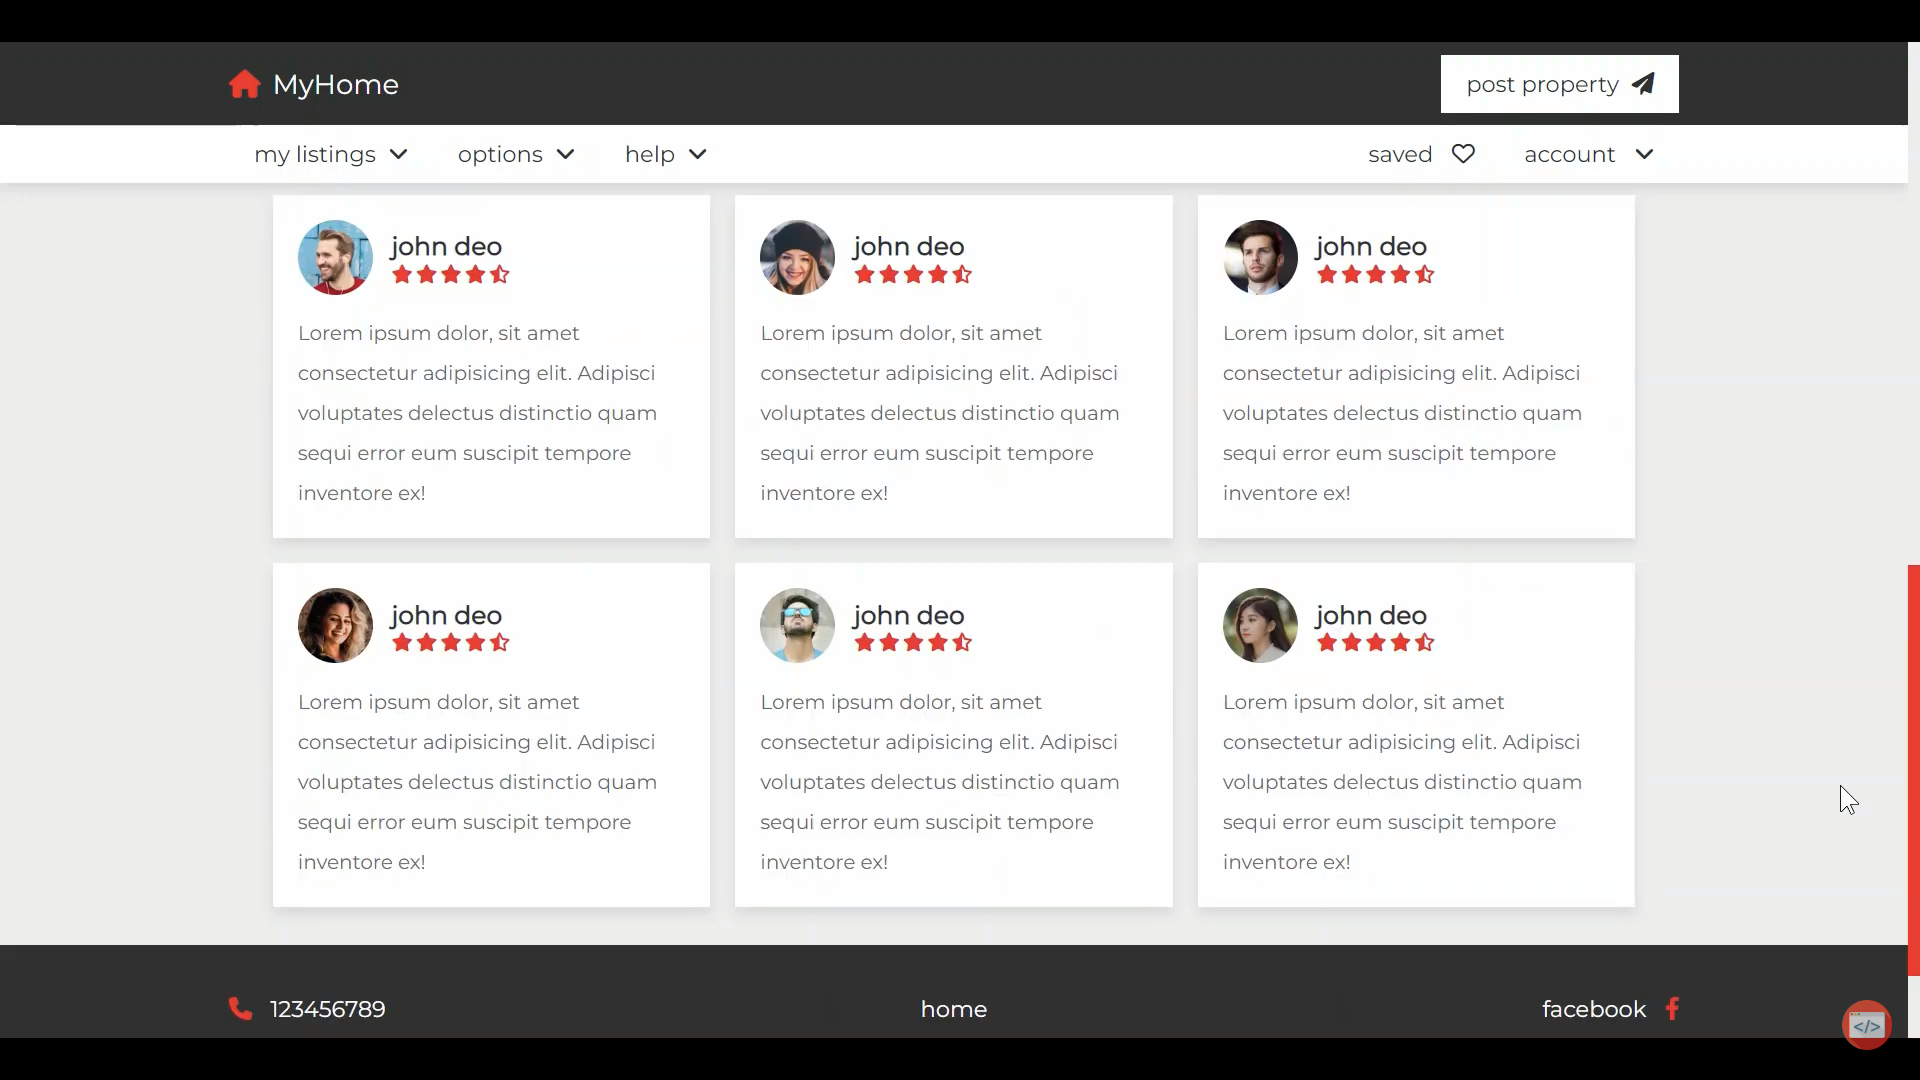 MyHome
post property
my listings
options
help
saved
account
john deo
Lorem ipsum dolor, sit amet
consectetur adipisicing elit. Adipisci
voluptates delectus distinctio quam
sequi error eum suscipit tempore
inventore ex!
john deo
Lorem ipsum dolor, sit amet
consectetur adipisicing elit. Adipisci
voluptates delectus distinctio quam
sequi error eum suscipit tempore
inventore ex!
john deo
Lorem ipsum dolor, sit amet
consectetur adipisicing elit. Adipisci
voluptates delectus distinctio quam
sequi error eum suscipit tempore
inventore ex!
john deo
Lorem ipsum dolor, sit amet
consectetur adipisicing elit. Adipisci
voluptates delectus distinctio quam
sequi error eum suscipit tempore
inventore ex!
john deo
Lorem ipsum dolor, sit amet
consectetur adipisicing elit. Adipisci
voluptates delectus distinctio quam
sequi error eum suscipit tempore
inventore ex!
john deo
Lorem ipsum dolor, sit amet
consectetur adipisicing elit. Adipisci
voluptates delectus distinctio quam
sequi error eum suscipit tempore
inventore ex!
123456789
home
facebook
</>